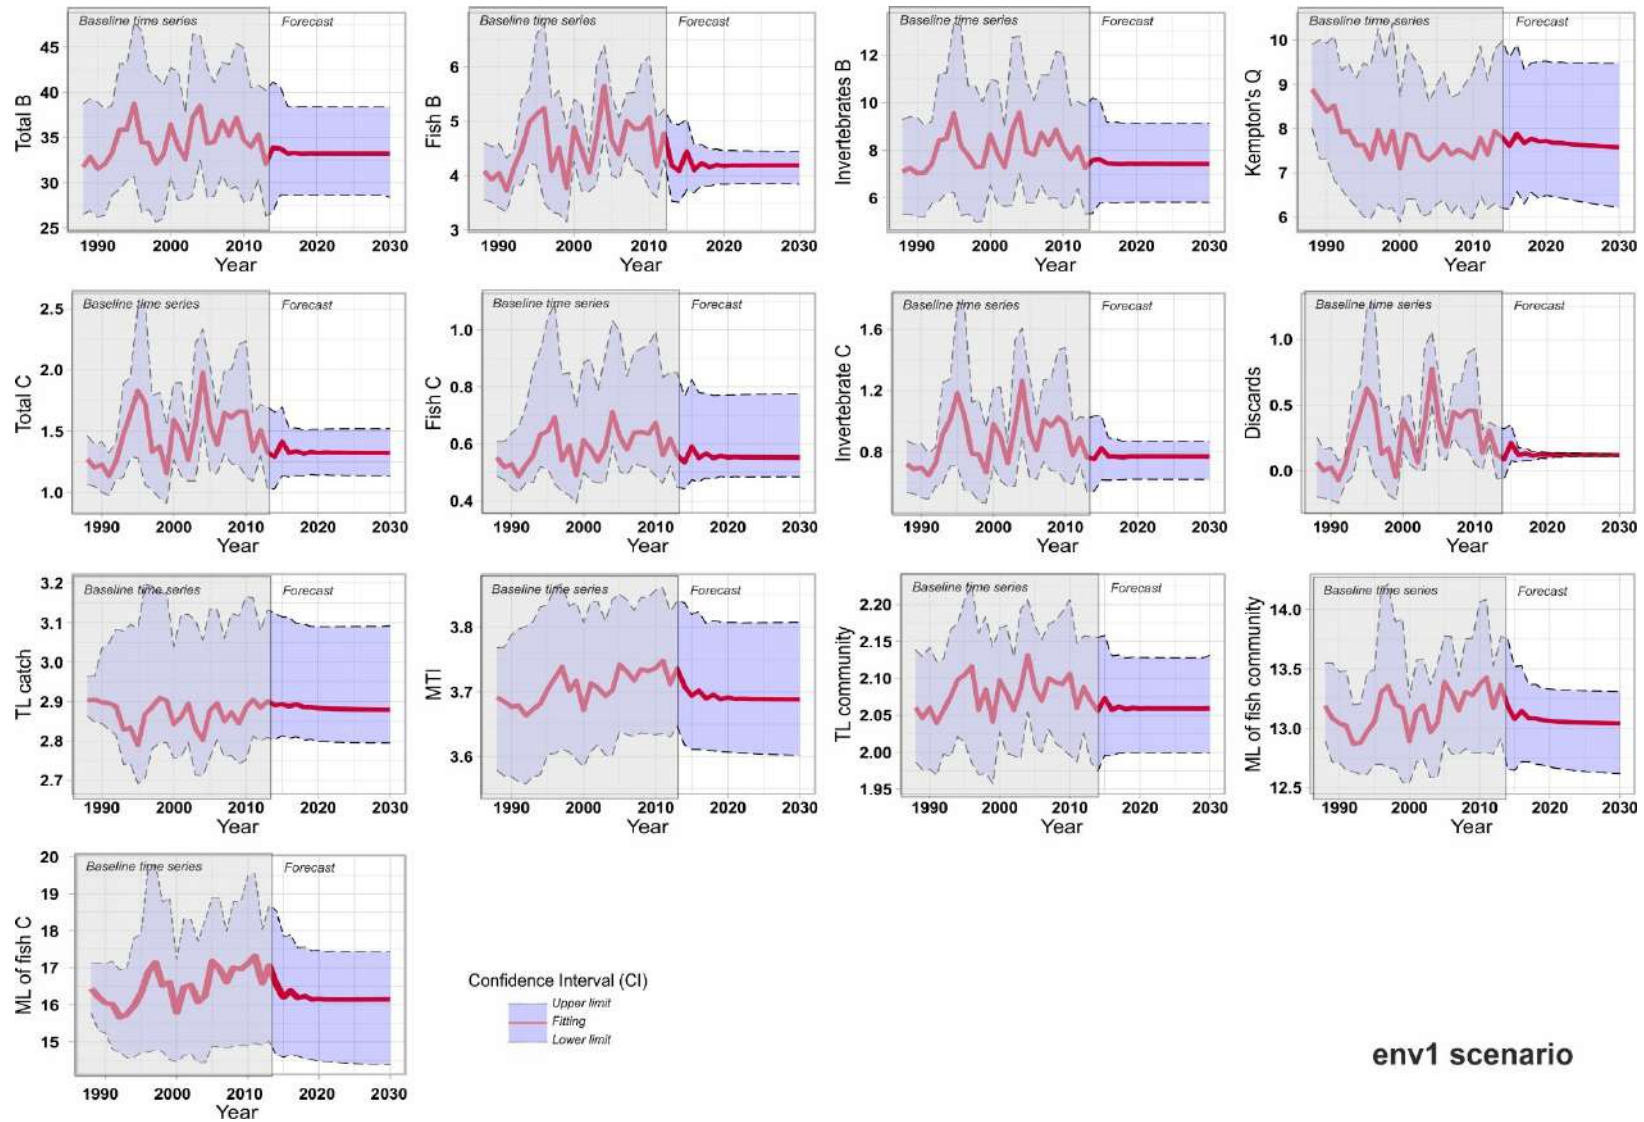 Baseline time series Forecast
45
40
35
30
25
Total B
1990 2000 2010 2020 2030
Year
Baseline time series Forecast
6
5
4
3
Fish B
1990 2000 2010 2020 2030
Year
Baseline time series Forecast
12
10
8
6
Invertebrates B
1990 2000 2010 2020 2030
Year
Baseline time series Forecast
10
9
8
7
6
Kempton's Q
1990 2000 2010 2020 2030
Year
Baseline time series Forecast
2.5
2.0
1.5
1.0
Total C
1990 2000 2010 2020 2030
Year
Baseline time series Forecast
1.0
0.8
0.6
0.4
Fish C
1990 2000 2010 2020 2030
Year
Baseline time series Forecast
1.6
1.2
0.8
Invertebrate C
1990 2000 2010 2020 2030
Year
Baseline time series Forecast
1.0
0.5
0.0
Discards
1990 2000 2010 2020 2030
Year
Baseline time series Forecast
3.2
3.1
3.0
2.9
2.8
2.7
TL catch
1990 2000 2010 2020 2030
Year
Baseline time series Forecast
3.8
3.7
3.6
MTI
1990 2000 2010 2020 2030
Year
Baseline time series Forecast
2.20
2.15
2.10
2.05
2.00
1.95
TL community
1990 2000 2010 2020 2030
Year
Baseline time series Forecast
14.0
13.5
13.0
12.5
ML of fish community
1990 2000 2010 2020 2030
Year
Baseline time series Forecast
20
19
18
17
16
15
ML of fish C
1990 2000 2010 2020 2030
Year
Confidence Interval (CI)
Upper limit
Fitting
Lower limit
env1 scenario